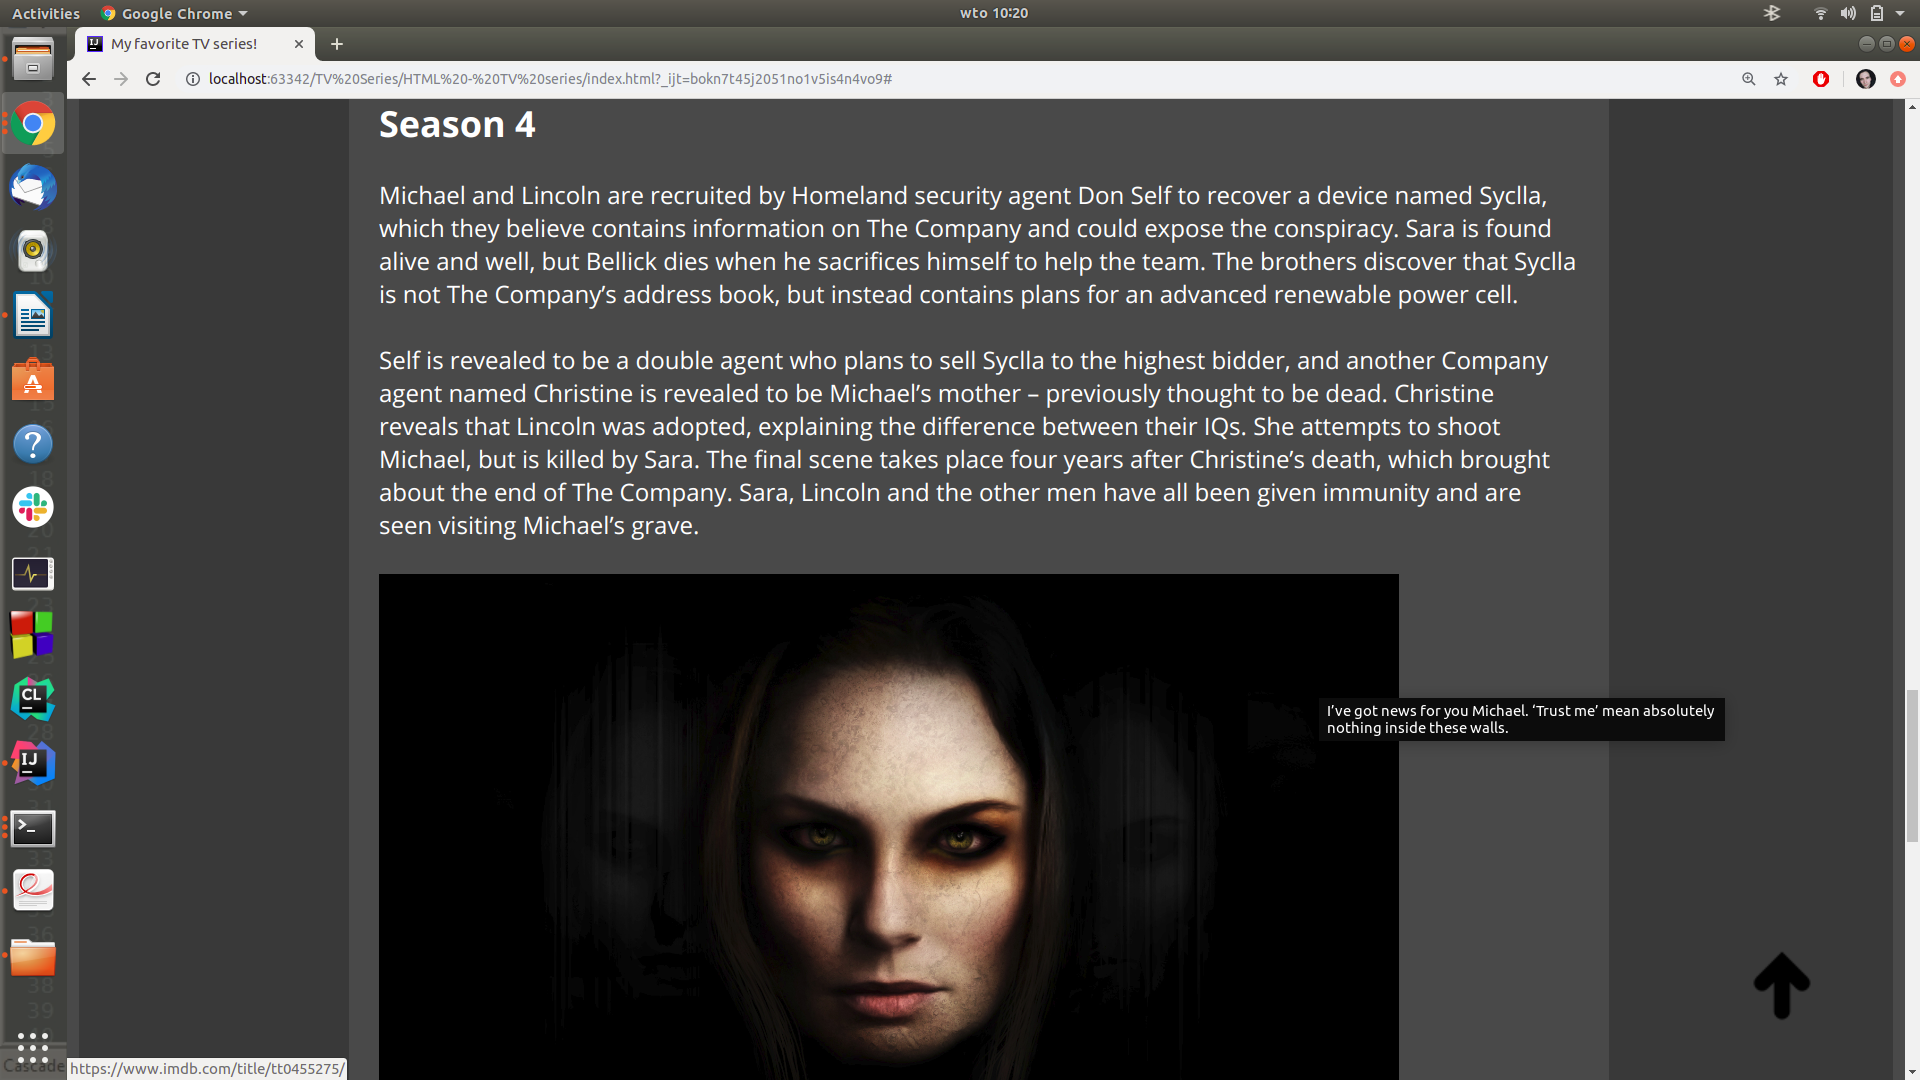 Activities
Google Chrome
wto 10:20
My favorite TV series!
localhost:63342/TV%20Series/HTML%20-%20TV%20series/index.html?_ijt=bokn7t45j2051no1v5is4n4vo9#
Season 4
Michael and Lincoln are recruited by Homeland security agent Don Self to recover a device named Syclla,
which they believe contains information on The Company and could expose the conspiracy. Sara is found
alive and well, but Bellick dies when he sacrifices himself to help the team. The brothers discover that Syclla
is not The Company’s address book, but instead contains plans for an advanced renewable power cell.
Self is revealed to be a double agent who plans to sell Syclla to the highest bidder, and another Company
agent named Christine is revealed to be Michael’s mother – previously thought to be dead. Christine
reveals that Lincoln was adopted, explaining the difference between their IQs. She attempts to shoot
Michael, but is killed by Sara. The final scene takes place four years after Christine’s death, which brought
about the end of The Company. Sara, Lincoln and the other men have all been given immunity and are
seen visiting Michael’s grave.
I’ve got news for you Michael. ‘Trust me’ mean absolutely
nothing inside these walls.
CL
IJ
Cascade
https://www.imdb.com/title/tt0455275/